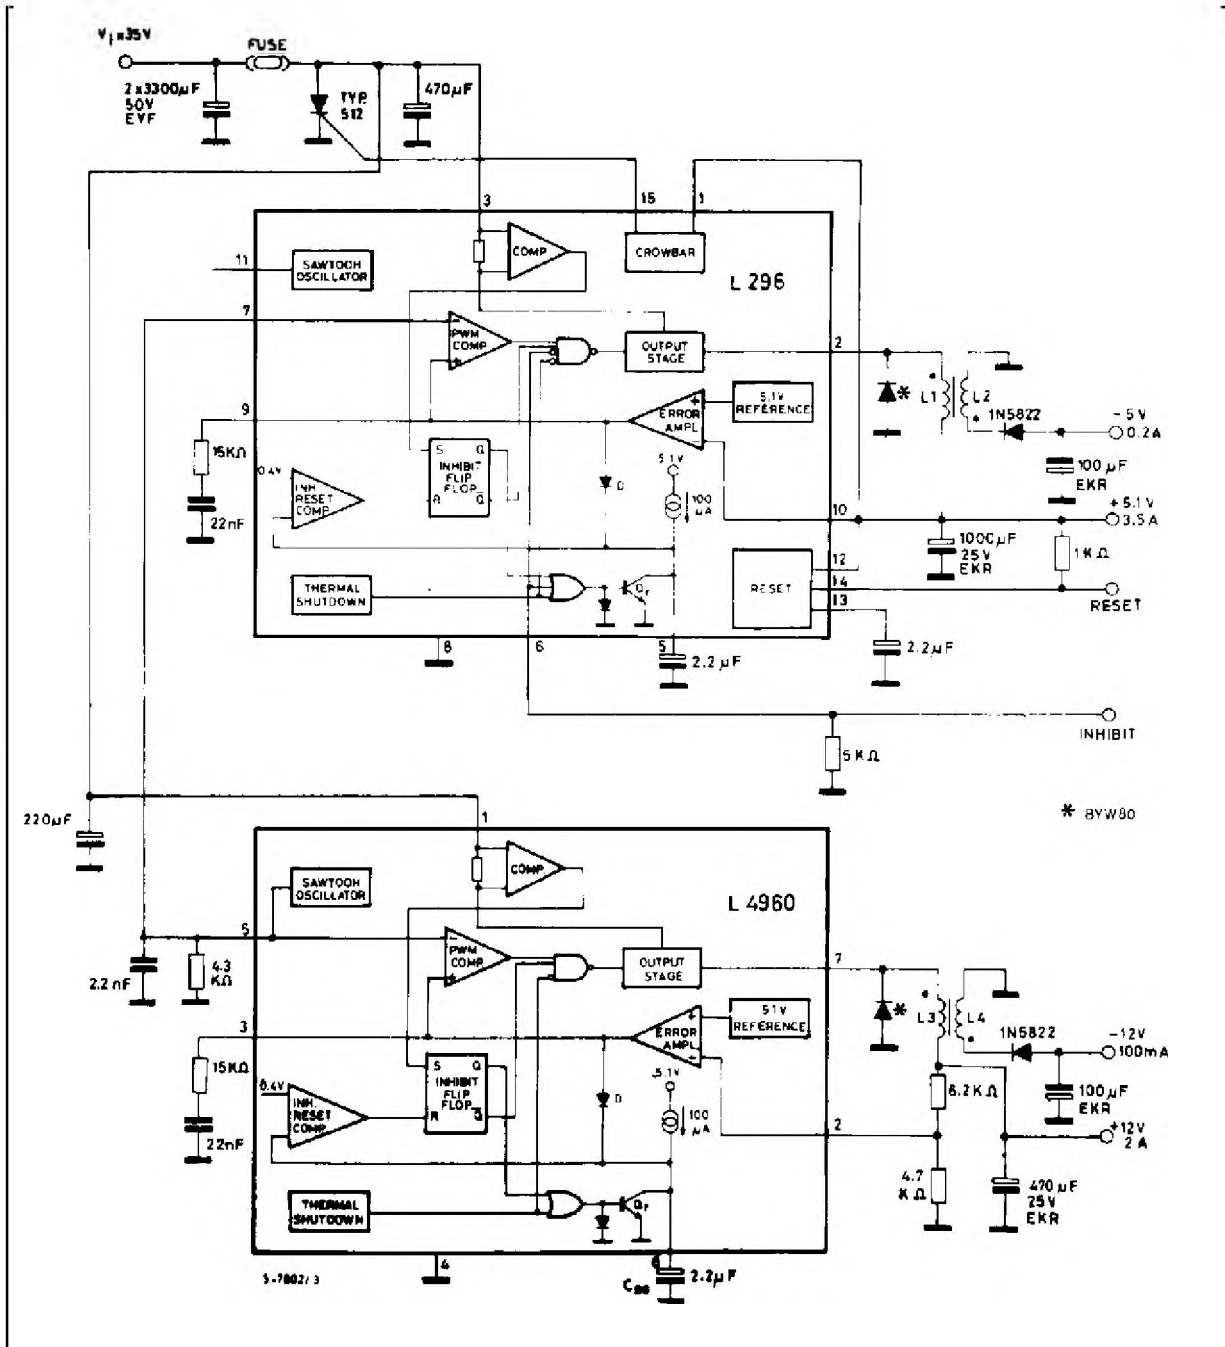 Vi=35V
FUSE
2x3300µF
50V
EYF
TYP
512
470µF
3
15
1
COMP
CROWBAR
L 296
11
SAWTOOH
OSCILLATOR
7
PWM
COMP
OUTPUT
STAGE
2
*
L1
L2
1N5822
-5V
0.2A
100µF
EKR
9
ERROR
AMPL
5.1V
REFERENCE
15KΩ
22nF
0.4V
INH.
RESET
COMP
S Q
INHIBIT
FLIP
FLOP
R Q
D
5.1V
100
µA
10
+5.1V
3.5A
1000µF
25V
EKR
1KΩ
THERMAL
SHUTDOWN
Qr
RESET
12
14
13
RESET
8
6
5
2.2µF
2.2µF
INHIBIT
5KΩ
* BYW80
220µF
1
COMP
L 4960
SAWTOOH
OSCILLATOR
5
PWM
COMP
OUTPUT
STAGE
7
2.2nF
4.3
KΩ
*
L3
L4
1N5822
-12V
100mA
100µF
EKR
3
ERROR
AMPL
5.1V
REFERENCE
15KΩ
22nF
0.4V
INH.
RESET
COMP
S Q
INHIBIT
FLIP
FLOP
R Q
D
5.1V
100
µA
2
6.2KΩ
+12V
2A
4.7
KΩ
470µF
25V
EKR
THERMAL
SHUTDOWN
Qr
4
Css
2.2µF
S-7802/3